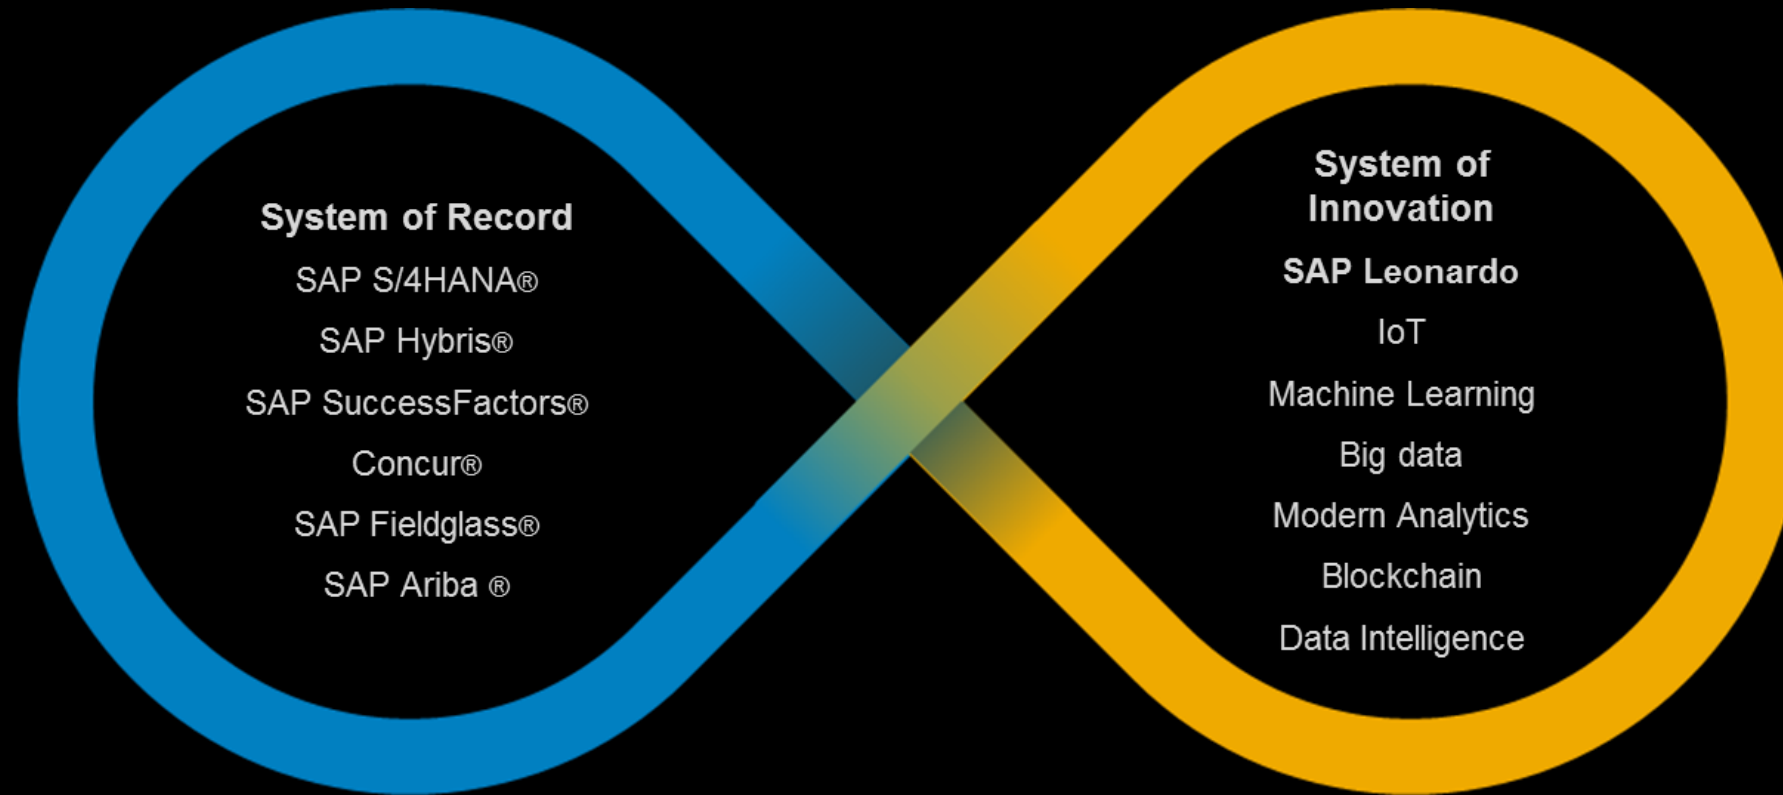 System of Record
SAP S/4HANA®
SAP Hybris®
SAP SuccessFactors®
Concur®
SAP Fieldglass®
SAP Ariba ®
System of
Innovation
SAP Leonardo
IoT
Machine Learning
Big data
Modern Analytics
Blockchain
Data Intelligence